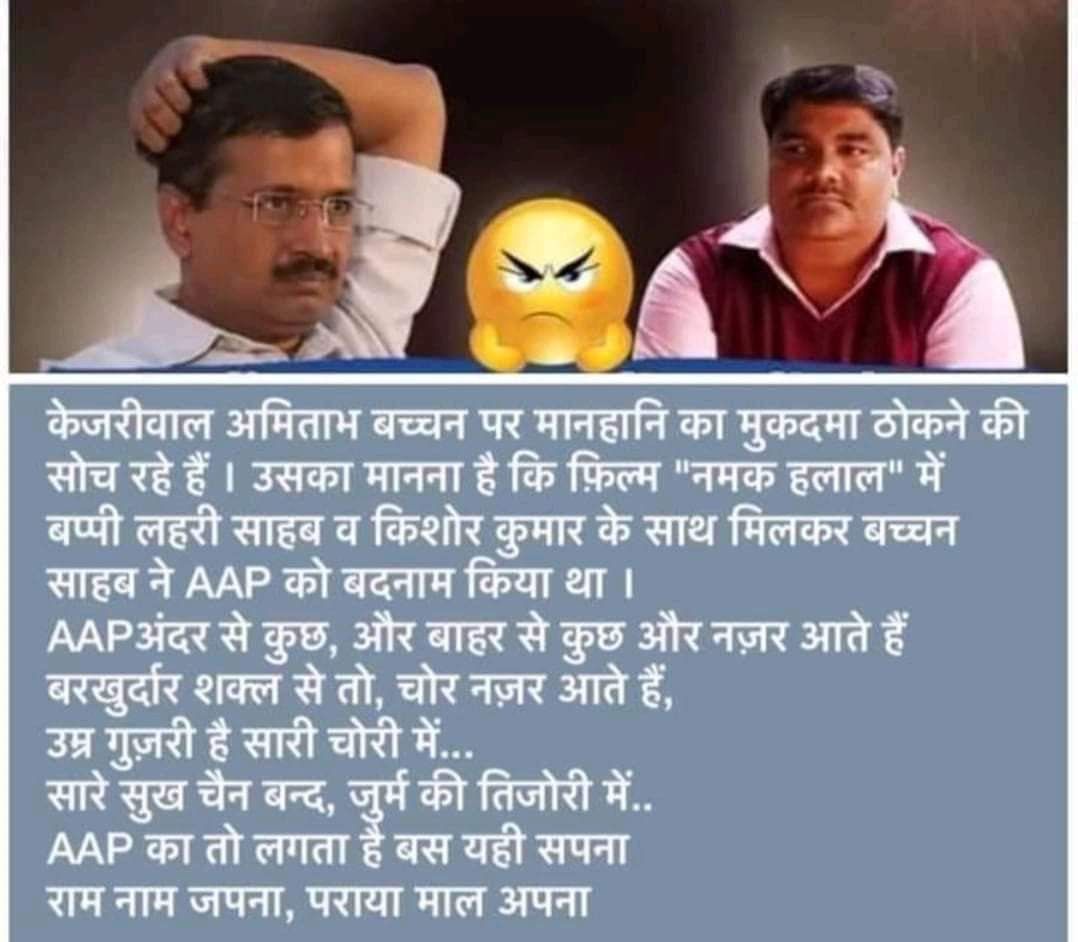 केजरीवाल अमिताभ बच्चन पर मानहानि का मुकदमा ठोकने की
सोच रहे हैं । उसका मानना है कि फ़िल्म "नमक हलाल" में
बप्पी लहरी साहब व किशोर कुमार के साथ मिलकर बच्चन
साहब ने AAP को बदनाम किया था ।
AAPअंदर से कुछ, और बाहर से कुछ और नज़र आते हैं
बरखुर्दार शक्ल से तो, चोर नज़र आते हैं,
उम्र गुज़री है सारी चोरी में...
सारे सुख चैन बन्द, जुर्म की तिजोरी में..
AAP का तो लगता है बस यही सपना
राम नाम जपना, पराया माल अपना